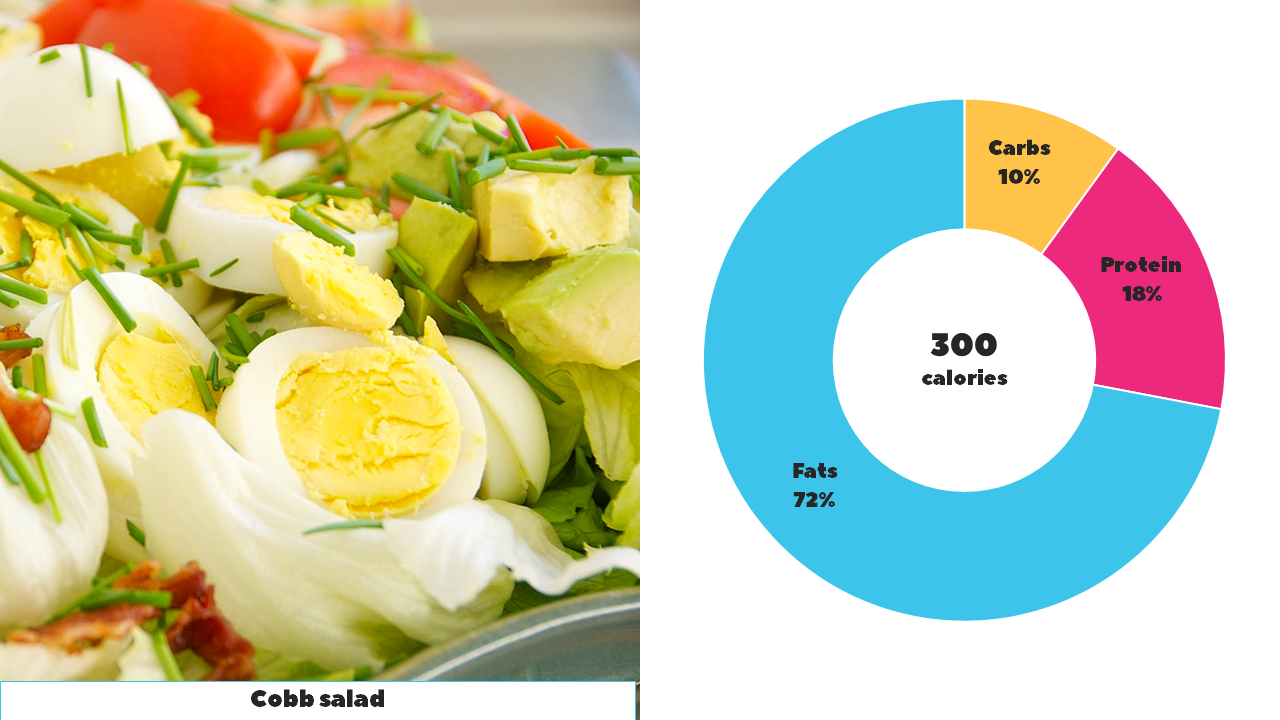 Cobb salad
Carbs
10%
Protein
18%
300
calories
Fats
72%